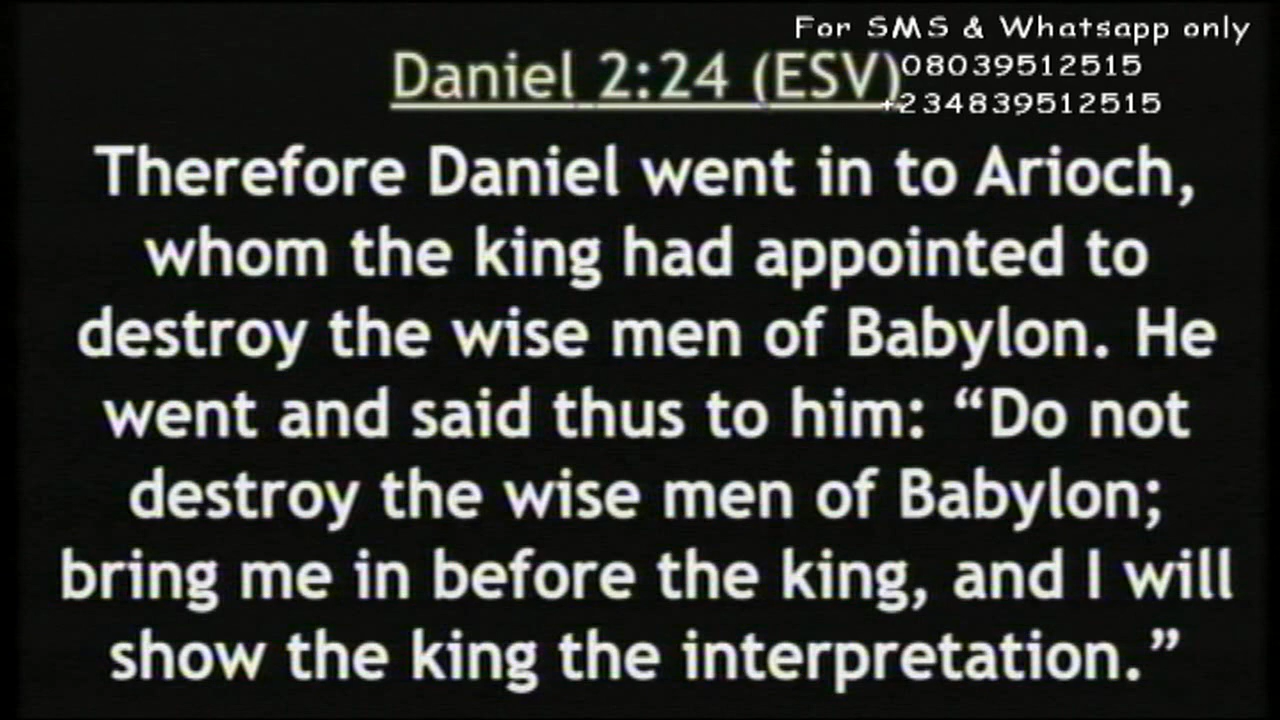 For SMS & Whatsapp only
08039512515
+234839512515
Daniel 2:24 (ESV)
Therefore Daniel went in to Arioch,
whom the king had appointed to
destroy the wise men of Babylon. He
went and said thus to him: “Do not
destroy the wise men of Babylon;
bring me in before the king, and I will
show the king the interpretation.”